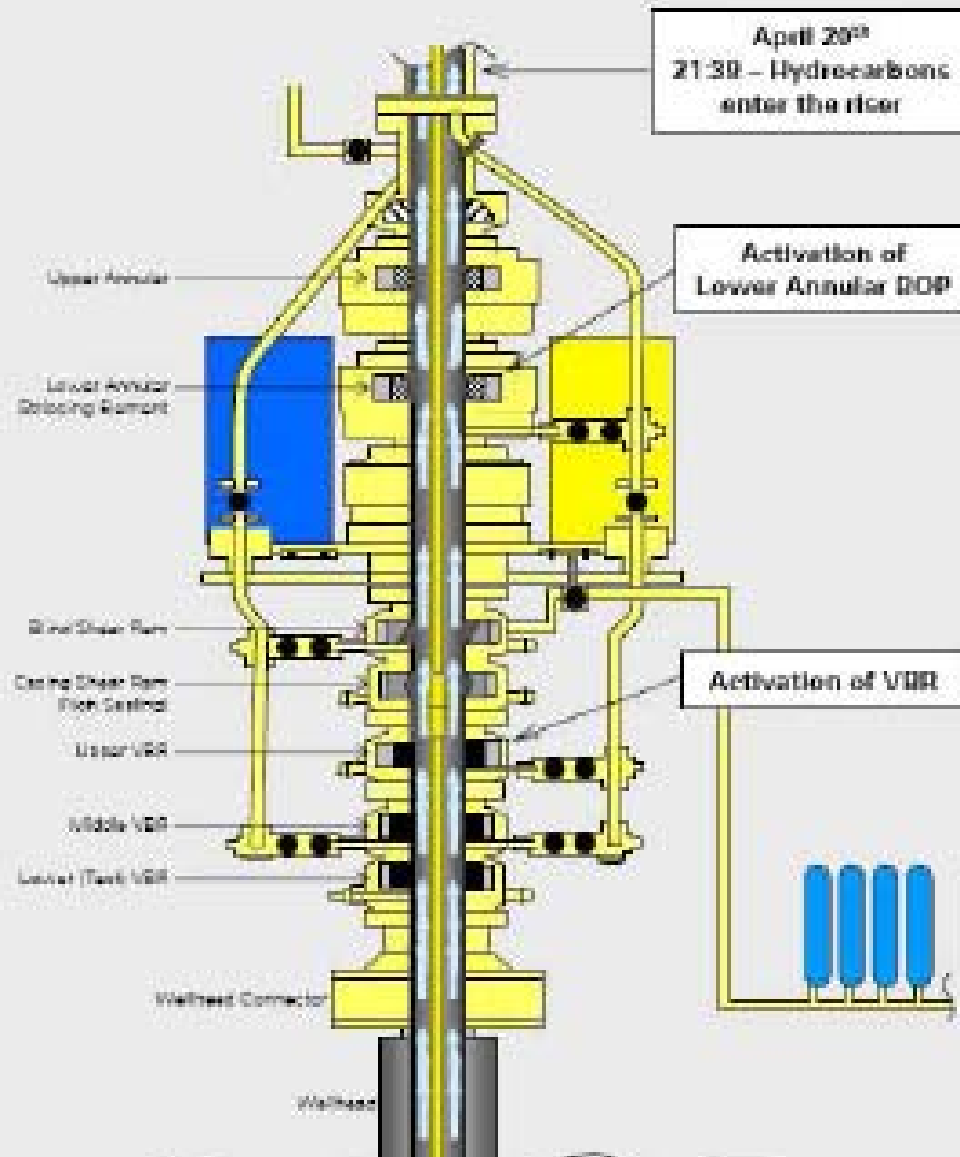 April 20th
21:38 – Hydrocarbons
enter the riser
Upper Annular
Activation of
Lower Annular BOP
Lower Annular
Stripping Element
Blind Shear Ram
Casing Shear Ram
Non Sealing
Activation of VBR
Upper VBR
Middle VBR
Lower (Test) VBR
Wellhead Connector
Wellhead